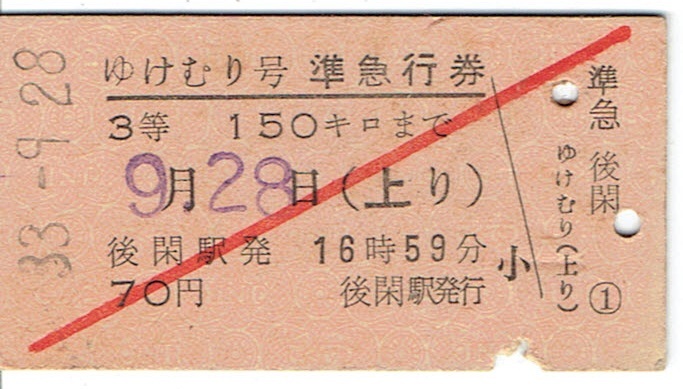 33.-9.28
ゆけむり号 準急行券
3等 150キロまで
9月28日(上り)
後閑駅発 16時59分
70円 後閑駅発行
小
準急 後閑
ゆけむり(上り)
①